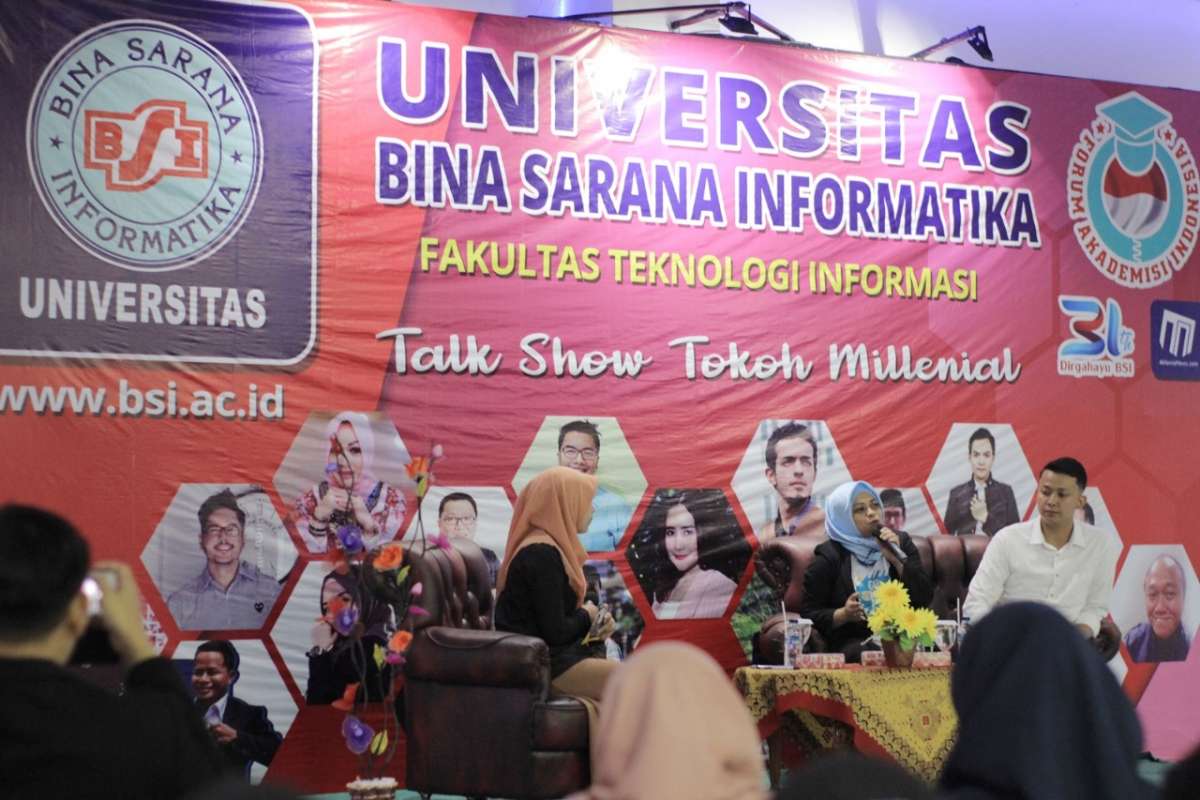 BINA SARANA
BSI
INFORMATIKA
UNIVERSITAS
www.bsi.ac.id
UNIVERSITAS
BINA SARANA INFORMATIKA
FAKULTAS TEKNOLOGI INFORMASI
Talk Show Tokoh Millenial
FORUM AKADEMISI INDONESIA
31
Dirgahayu BSI